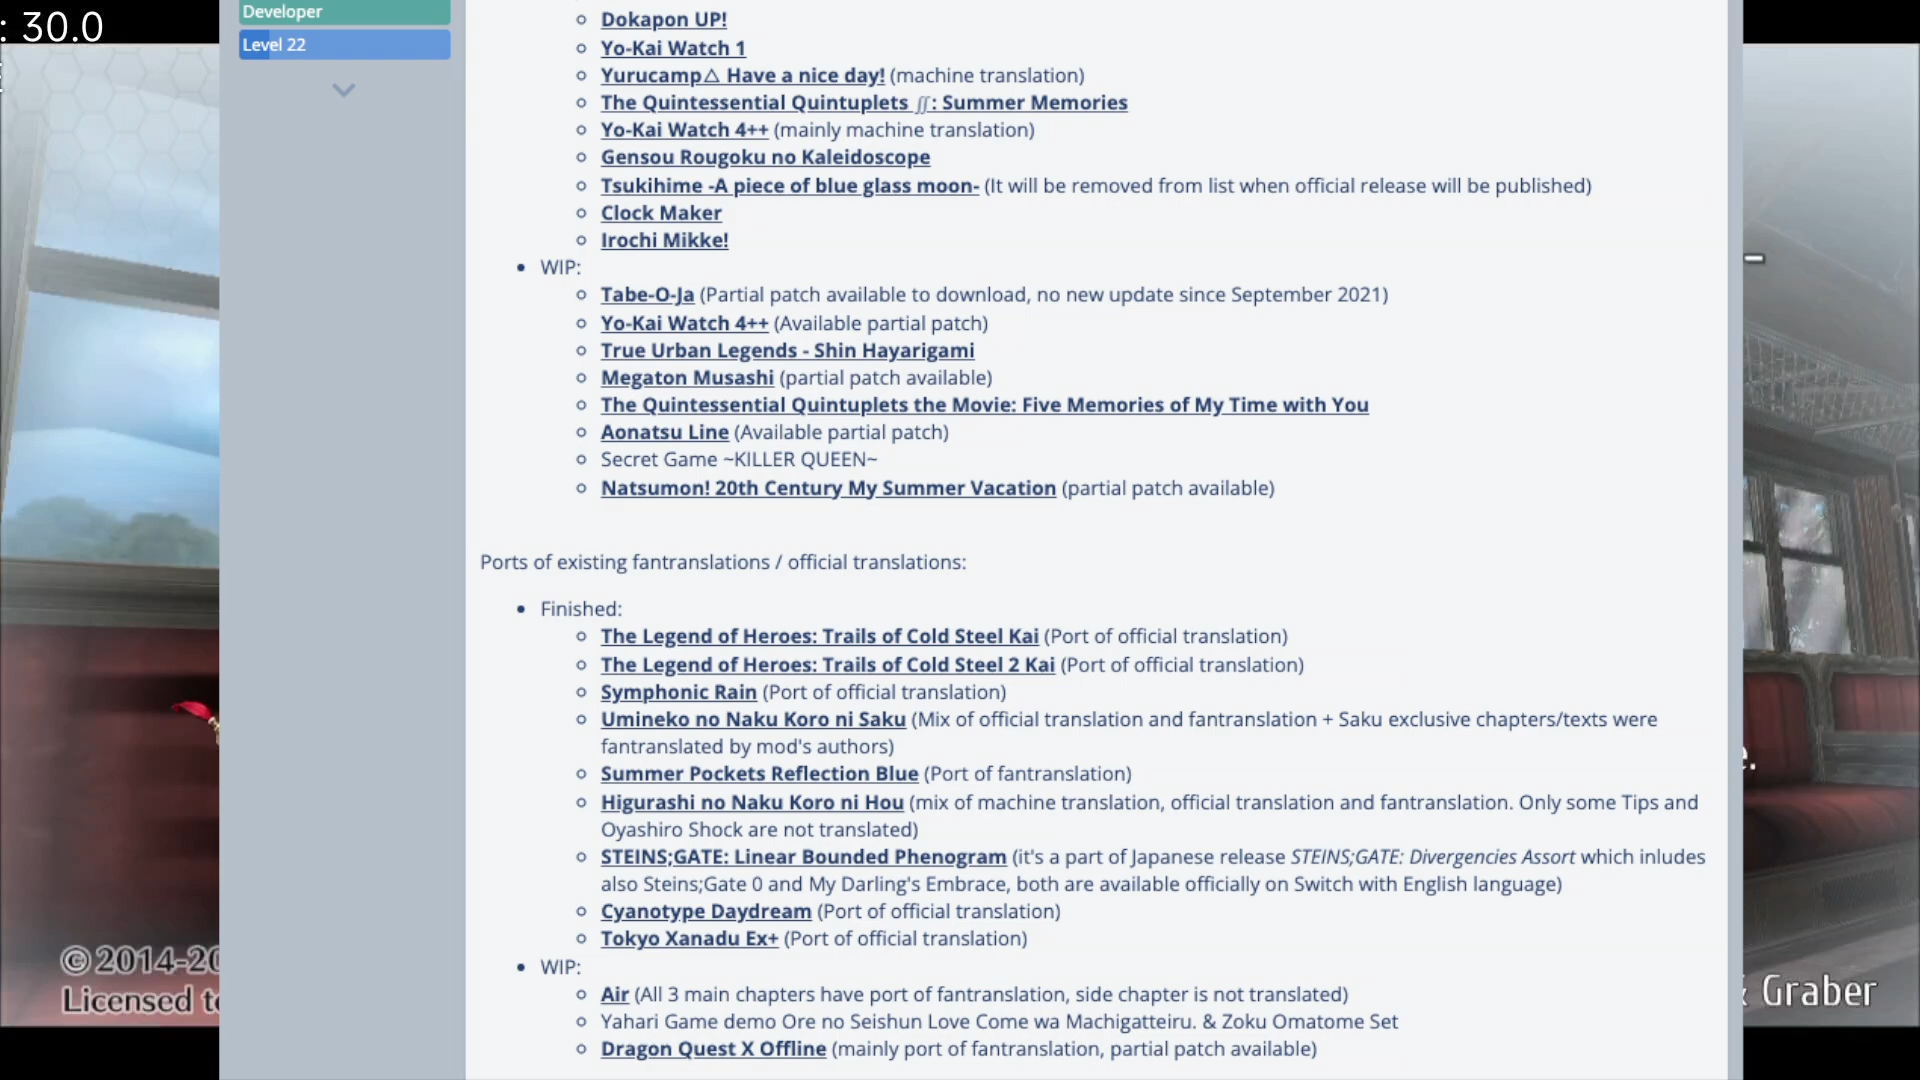 : 30.0
Developer
Level 22
Dokapon UP!
Yo-Kai Watch 1
Yurucamp△ Have a nice day! (machine translation)
The Quintessential Quintuplets ∬: Summer Memories
Yo-Kai Watch 4++ (mainly machine translation)
Gensou Rougoku no Kaleidoscope
Tsukihime -A piece of blue glass moon- (It will be removed from list when official release will be published)
Clock Maker
Irochi Mikke!
WIP:
Tabe-O-Ja (Partial patch available to download, no new update since September 2021)
Yo-Kai Watch 4++ (Available partial patch)
True Urban Legends - Shin Hayarigami
Megaton Musashi (partial patch available)
The Quintessential Quintuplets the Movie: Five Memories of My Time with You
Aonatsu Line (Available partial patch)
Secret Game ~KILLER QUEEN~
Natsumon! 20th Century My Summer Vacation (partial patch available)
Ports of existing fantranslations / official translations:
Finished:
The Legend of Heroes: Trails of Cold Steel Kai (Port of official translation)
The Legend of Heroes: Trails of Cold Steel 2 Kai (Port of official translation)
Symphonic Rain (Port of official translation)
Umineko no Naku Koro ni Saku (Mix of official translation and fantranslation + Saku exclusive chapters/texts were
fantranslated by mod's authors)
Summer Pockets Reflection Blue (Port of fantranslation)
Higurashi no Naku Koro ni Hou (mix of machine translation, official translation and fantranslation. Only some Tips and
Oyashiro Shock are not translated)
STEINS;GATE: Linear Bounded Phenogram (it's a part of Japanese release STEINS;GATE: Divergencies Assort which inludes
also Steins;Gate 0 and My Darling's Embrace, both are available officially on Switch with English language)
Cyanotype Daydream (Port of official translation)
Tokyo Xanadu Ex+ (Port of official translation)
WIP:
Air (All 3 main chapters have port of fantranslation, side chapter is not translated)
Yahari Game demo Ore no Seishun Love Come wa Machigatteiru. & Zoku Omatome Set
Dragon Quest X Offline (mainly port of fantranslation, partial patch available)
© 2014-20
Licensed to
Graber